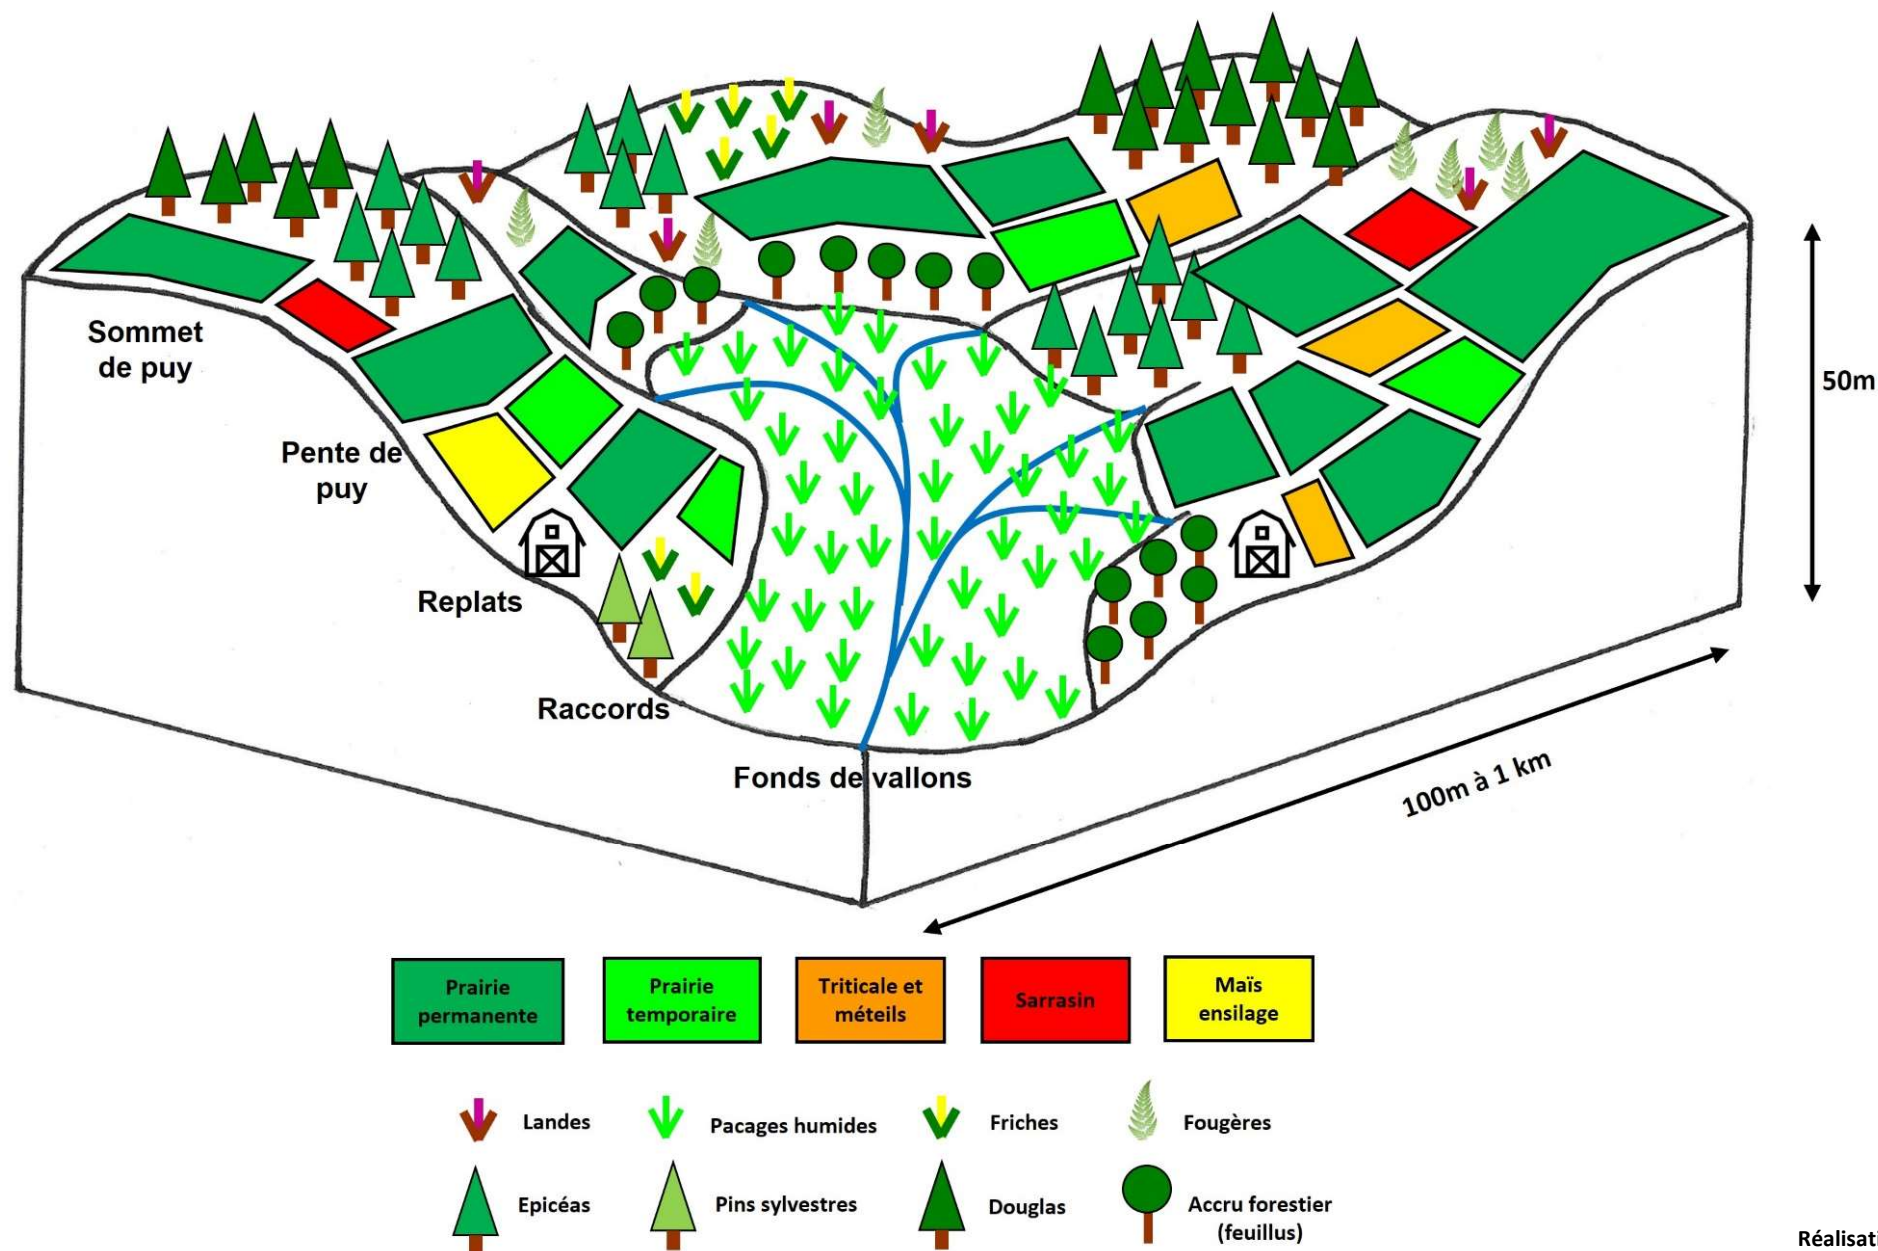 Sommet
de puy
50m
Pente de
puy
Replats
Raccords
Fonds de vallons
100m à 1 km
Prairie
permanente
Prairie
temporaire
Triticale et
méteils
Sarrasin
Maïs
ensilage
Landes
Pacages humides
Friches
Fougères
Epicéas
Pins sylvestres
Douglas
Accru forestier
(feuillus)